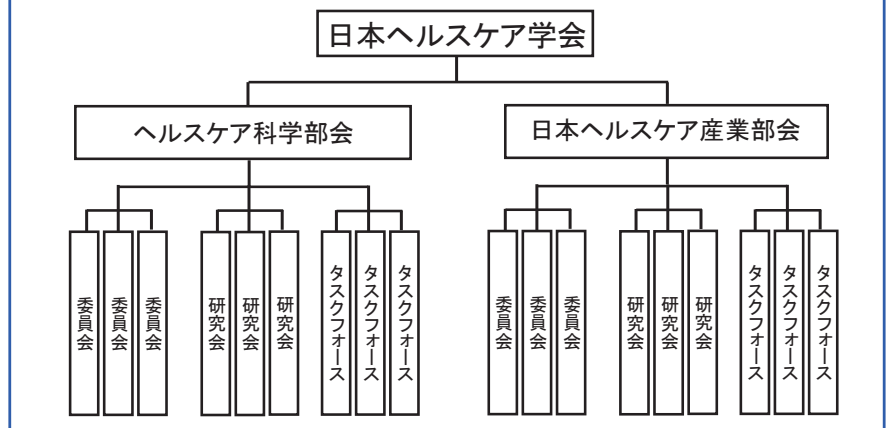 日本ヘルスケア学会
ヘルスケア科学部会
日本ヘルスケア産業部会
委員会
委員会
委員会
研究会
研究会
研究会
タスクフォース
タスクフォース
タスクフォース
委員会
委員会
委員会
研究会
研究会
研究会
タスクフォース
タスクフォース
タスクフォース